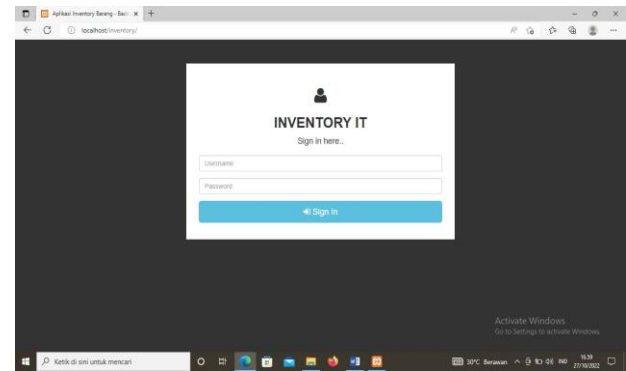 Aplikasi Inventory Barang - Baci
localhost/inventory/
INVENTORY IT
Sign in here..
Username
Password
Sign In
Activate Windows
Go to Settings to activate Windows.
Ketik di sini untuk mencari
30°C Berawan
IND
16.59
27/10/2022